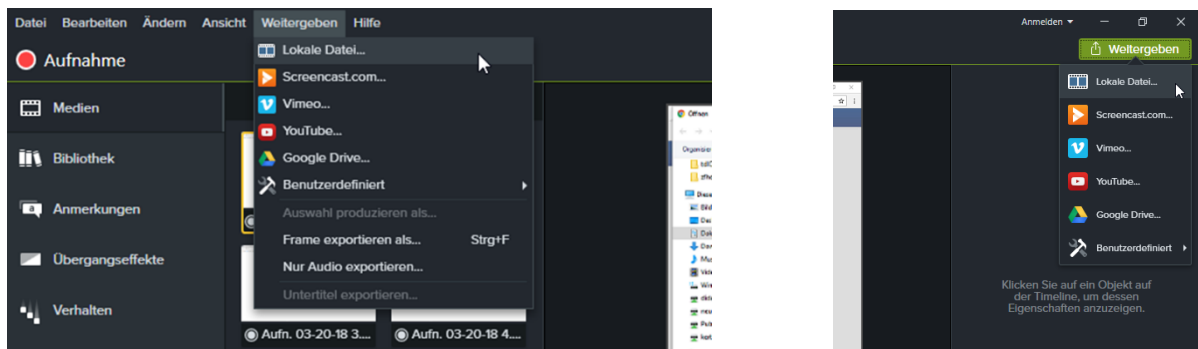 Datei Bearbeiten Ändern Ansicht Weitergeben Hilfe
Aufnahme
Medien
Bibliothek
Anmerkungen
Übergangseffekte
Verhalten
Lokale Datei...
Screencast.com...
Vimeo...
YouTube...
Google Drive...
Benutzerdefiniert
Auswahl produzieren als...
Frame exportieren als... Strg+F
Nur Audio exportieren...
Untertitel exportieren...
Aufn. 03-20-18 3.... Aufn. 03-20-18 4....
Öffnen
Organisie
Anmelden
Weitergeben
Lokale Datei...
Screencast.com...
Vimeo...
YouTube...
Google Drive...
Benutzerdefiniert
Klicken Sie auf ein Objekt auf
der Timeline, um dessen
Eigenschaften anzuzeigen.